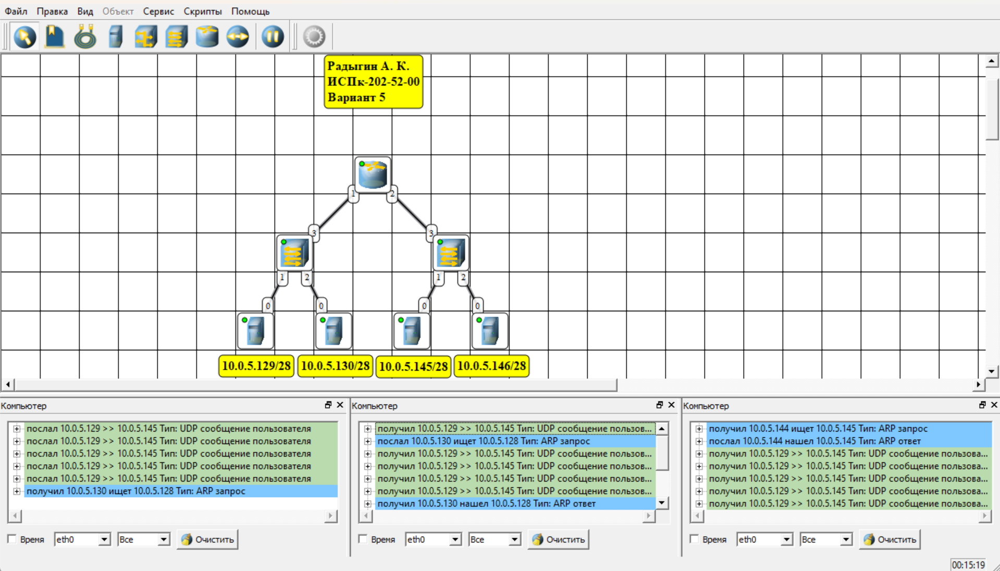 Файл Правка Вид Объект Сервис Скрипты Помощь
Радыгин А. К.
ИСПк-202-52-00
Вариант 5
1 2
3 3
1 2 1 2
0 0 0 0
10.0.5.129/28 10.0.5.130/28 10.0.5.145/28 10.0.5.146/28
Компьютер
послал 10.0.5.129 >> 10.0.5.145 Тип: UDP сообщение пользователя
послал 10.0.5.129 >> 10.0.5.145 Тип: UDP сообщение пользователя
послал 10.0.5.129 >> 10.0.5.145 Тип: UDP сообщение пользователя
послал 10.0.5.129 >> 10.0.5.145 Тип: UDP сообщение пользователя
послал 10.0.5.129 >> 10.0.5.145 Тип: UDP сообщение пользователя
получил 10.0.5.130 ищет 10.0.5.128 Тип: ARP запрос
Время eth0 Все Очистить
Компьютер
получил 10.0.5.129 >> 10.0.5.145 Тип: UDP сообщение пользов...
послал 10.0.5.130 ищет 10.0.5.128 Тип: ARP запрос
получил 10.0.5.129 >> 10.0.5.145 Тип: UDP сообщение пользов...
получил 10.0.5.129 >> 10.0.5.145 Тип: UDP сообщение пользов...
получил 10.0.5.129 >> 10.0.5.145 Тип: UDP сообщение пользов...
получил 10.0.5.129 >> 10.0.5.145 Тип: UDP сообщение пользов...
получил 10.0.5.130 нашел 10.0.5.128 Тип: ARP ответ
Время eth0 Все Очистить
Компьютер
получил 10.0.5.144 ищет 10.0.5.145 Тип: ARP запрос
послал 10.0.5.144 нашел 10.0.5.145 Тип: ARP ответ
получил 10.0.5.129 >> 10.0.5.145 Тип: UDP сообщение пользова...
получил 10.0.5.129 >> 10.0.5.145 Тип: UDP сообщение пользова...
получил 10.0.5.129 >> 10.0.5.145 Тип: UDP сообщение пользова...
получил 10.0.5.129 >> 10.0.5.145 Тип: UDP сообщение пользова...
получил 10.0.5.129 >> 10.0.5.145 Тип: UDP сообщение пользова...
Время eth0 Все Очистить
00:15:19